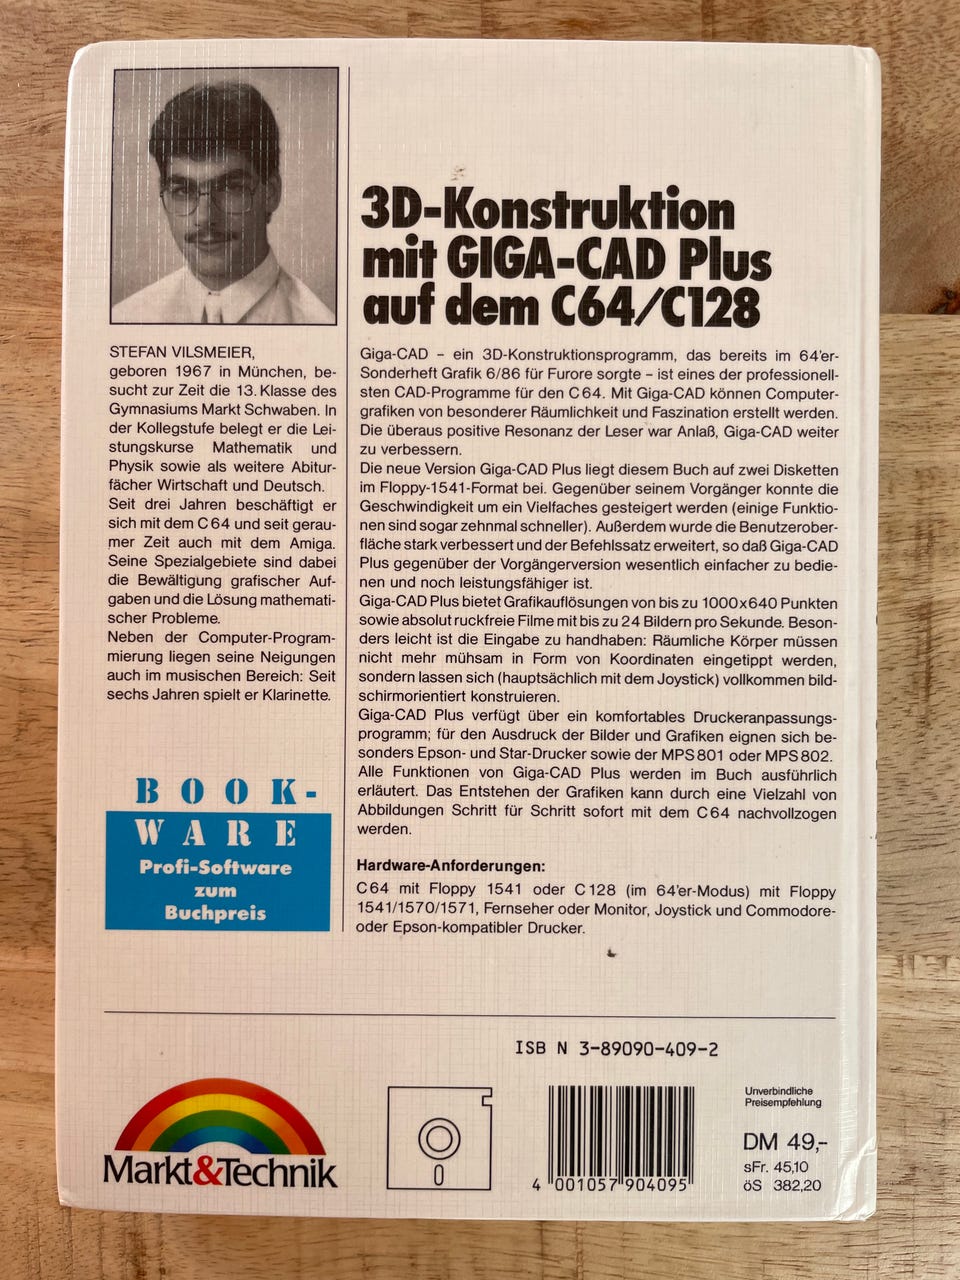 3D-Konstruktion
mit GIGA-CAD Plus
auf dem C64/C128
STEFAN VILSMEIER,
geboren 1967 in München, be-
sucht zur Zeit die 13. Klasse des
Gymnasiums Markt Schwaben. In
der Kollegstufe belegt er die Lei-
stungskurse Mathematik und
Physik sowie als weitere Abitur-
fächer Wirtschaft und Deutsch.
Seit drei Jahren beschäftigt er
sich mit dem C 64 und seit gerau-
mer Zeit auch mit dem Amiga.
Seine Spezialgebiete sind dabei
die Bewältigung grafischer Auf-
gaben und die Lösung mathemati-
scher Probleme.
Neben der Computer-Program-
mierung liegen seine Neigungen
auch im musischen Bereich: Seit
sechs Jahren spielt er Klarinette.
BOOK-
WARE
Profi-Software
zum
Buchpreis
Giga-CAD – ein 3D-Konstruktionsprogramm, das bereits im 64'er-
Sonderheft Grafik 6/86 für Furore sorgte – ist eines der professionell-
sten CAD-Programme für den C 64. Mit Giga-CAD können Computer-
grafiken von besonderer Räumlichkeit und Faszination erstellt werden.
Die überaus positive Resonanz der Leser war Anlaß, Giga-CAD weiter
zu verbessern.
Die neue Version Giga-CAD Plus liegt diesem Buch auf zwei Disketten
im Floppy-1541-Format bei. Gegenüber seinem Vorgänger konnte die
Geschwindigkeit um ein Vielfaches gesteigert werden (einige Funktio-
nen sind sogar zehnmal schneller). Außerdem wurde die Benutzerober-
fläche stark verbessert und der Befehlssatz erweitert, so daß Giga-CAD
Plus gegenüber der Vorgängerversion wesentlich einfacher zu bedie-
nen und noch leistungsfähiger ist.
Giga-CAD Plus bietet Grafikauflösungen von bis zu 1000x640 Punkten
sowie absolut ruckfreie Filme mit bis zu 24 Bildern pro Sekunde. Beson-
ders leicht ist die Eingabe zu handhaben: Räumliche Körper müssen
nicht mehr mühsam in Form von Koordinaten eingetippt werden,
sondern lassen sich (hauptsächlich mit dem Joystick) vollkommen bild-
schirmorientiert konstruieren.
Giga-CAD Plus verfügt über ein komfortables Druckeranpassungs-
programm; für den Ausdruck der Bilder und Grafiken eignen sich be-
sonders Epson- und Star-Drucker sowie der MPS 801 oder MPS 802.
Alle Funktionen von Giga-CAD Plus werden im Buch ausführlich
erläutert. Das Entstehen der Grafiken kann durch eine Vielzahl von
Abbildungen Schritt für Schritt sofort mit dem C 64 nachvollzogen
werden.
Hardware-Anforderungen:
C 64 mit Floppy 1541 oder C 128 (im 64'er-Modus) mit Floppy
1541/1570/1571, Fernseher oder Monitor, Joystick und Commodore-
oder Epson-kompatibler Drucker.
ISB N 3-89090-409-2
Markt&Technik
4 001057 904095
Unverbindliche
Preisempfehlung
DM 49,-
sFr. 45,10
öS 382,20